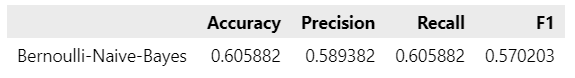 Accuracy Precision Recall F1
Bernoulli-Naive-Bayes 0.605882 0.589382 0.605882 0.570203